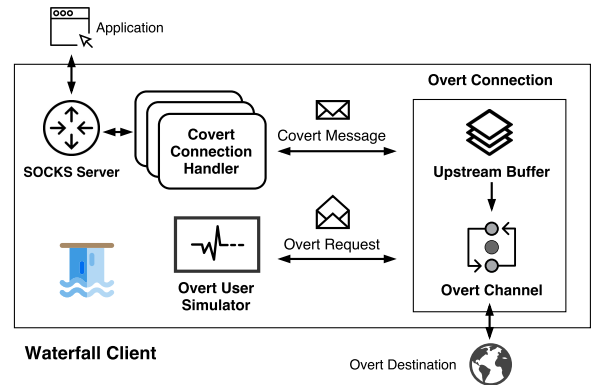 Application
Overt Connection
SOCKS Server
Covert
Connection
Handler
Covert Message
Upstream Buffer
Overt User
Simulator
Overt Request
Overt Channel
Waterfall Client
Overt Destination